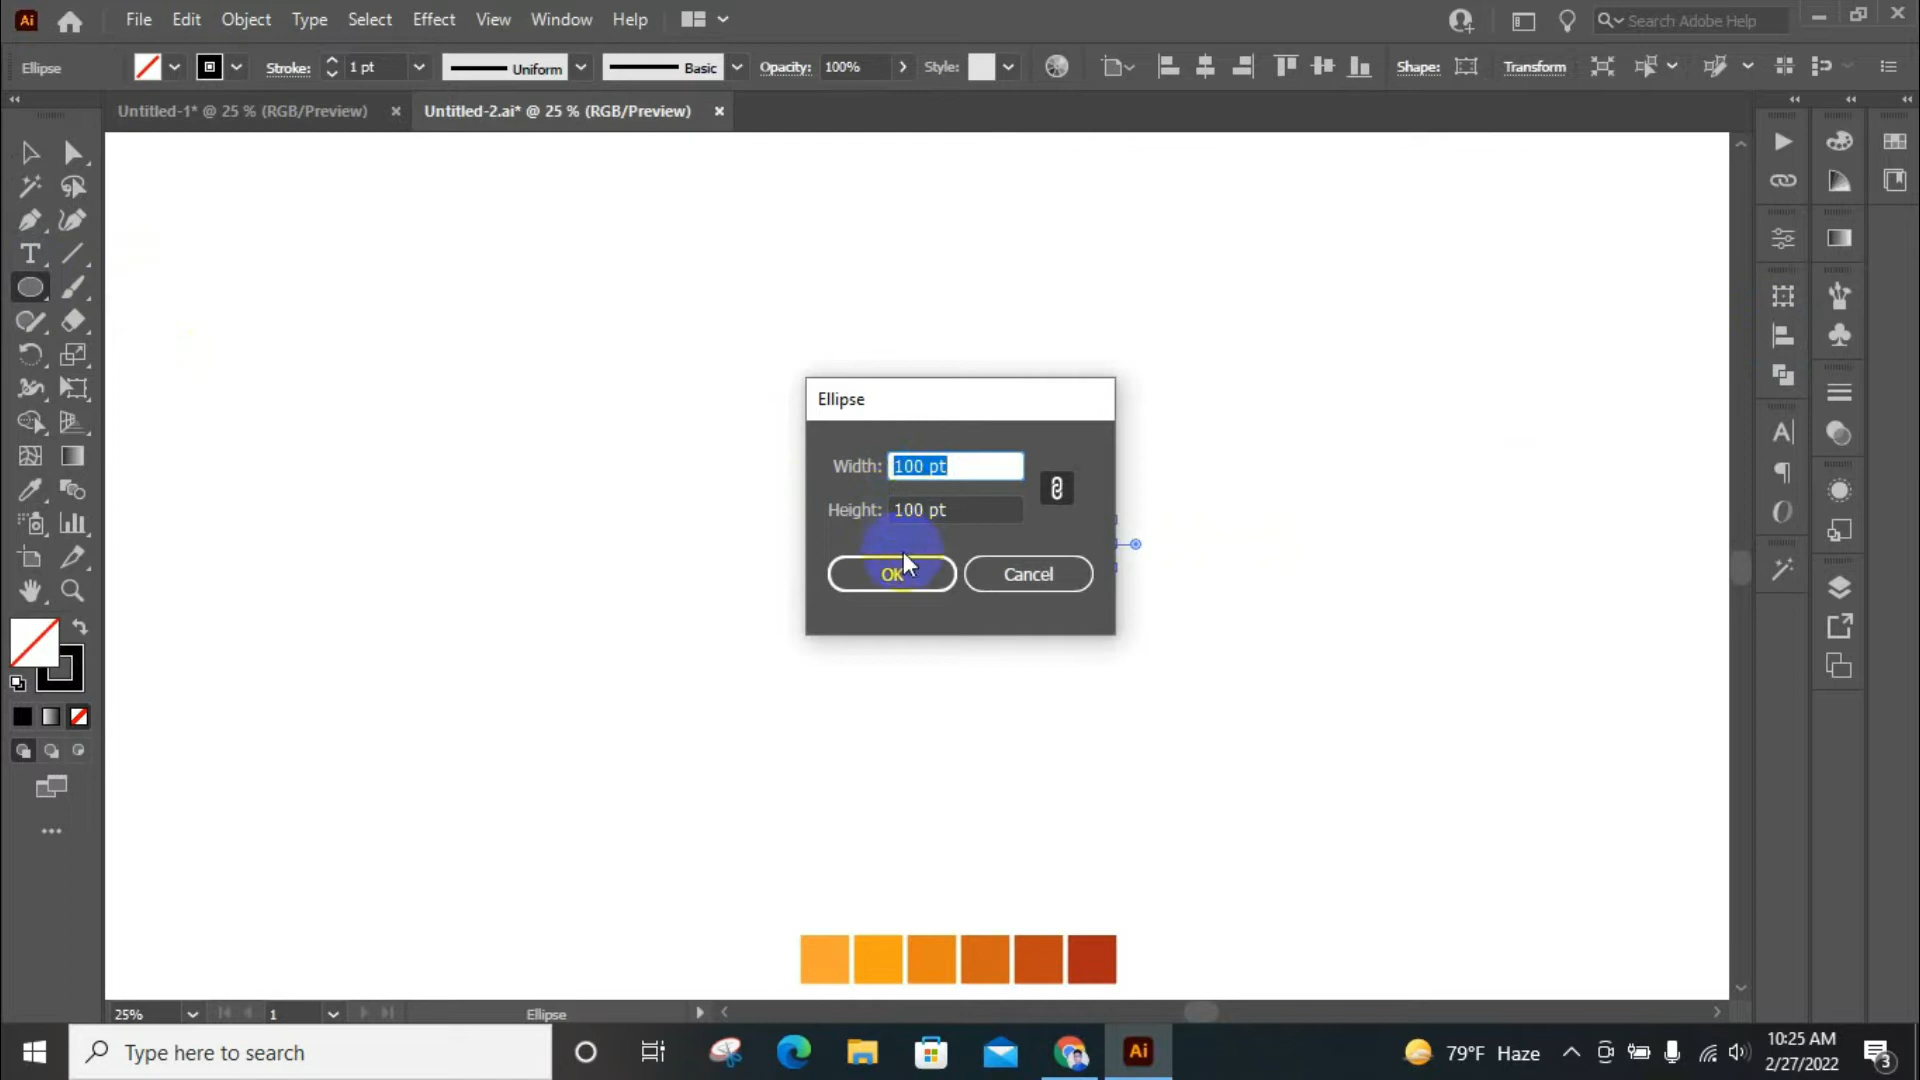 Ai File Edit Object Type Select Effect View Window Help Search Adobe Help
Ellipse Stroke: 1 pt Uniform Basic Opacity: 100% Style: Shape: Transform
Untitled-1* @ 25 % (RGB/Preview) × Untitled-2.ai* @ 25 % (RGB/Preview) ×
Ellipse
Width: 100 pt
Height: 100 pt
OK Cancel
25% 1 Ellipse
Type here to search Ai 79°F Haze 10:25 AM
2/27/2022
3